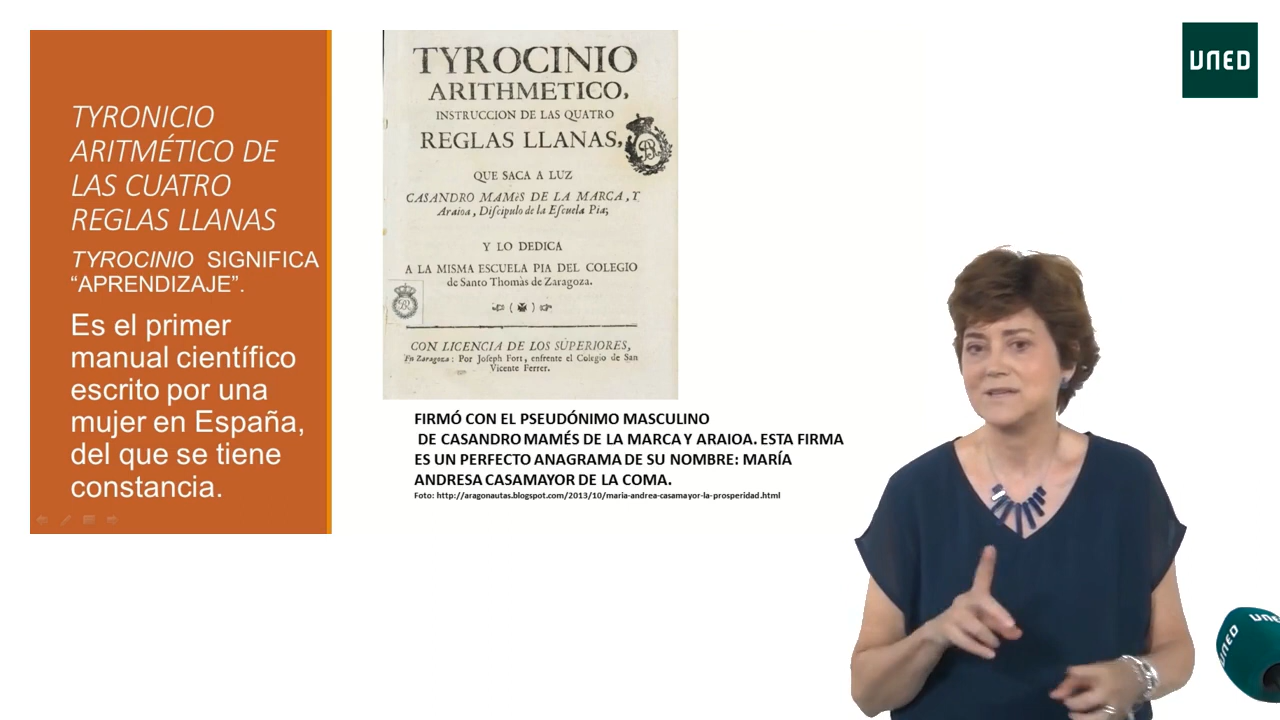 TYRONICIO
ARITMÉTICO DE
LAS CUATRO
REGLAS LLANAS
TYROCINIO SIGNIFICA
“APRENDIZAJE”.
Es el primer
manual científico
escrito por una
mujer en España,
del que se tiene
constancia.
TYROCINIO
ARITHMETICO,
INSTRUCCION DE LAS QUATRO
REGLAS LLANAS,
QUE SACA A LUZ
CASANDRO MAMès DE LA MARCA, Y
Araioa, Discipulo de la Escuela Pia;
Y LO DEDICA
A LA MISMA ESCUELA PIA DEL COLEGIO
de Santo Thomàs de Zaragoza.
CON LICENCIA DE LOS SUPERIORES,
En Zaragoza: Por Joseph Fort, enfrente el Colegio de San
Vicente Ferrer.
FIRMÓ CON EL PSEUDÓNIMO MASCULINO
DE CASANDRO MAMÉS DE LA MARCA Y ARAIOA. ESTA FIRMA
ES UN PERFECTO ANAGRAMA DE SU NOMBRE: MARÍA
ANDRESA CASAMAYOR DE LA COMA.
Foto: http://aragonautas.blogspot.com/2013/10/maria-andrea-casamayor-la-prosperidad.html
UNED
UNED
UNE